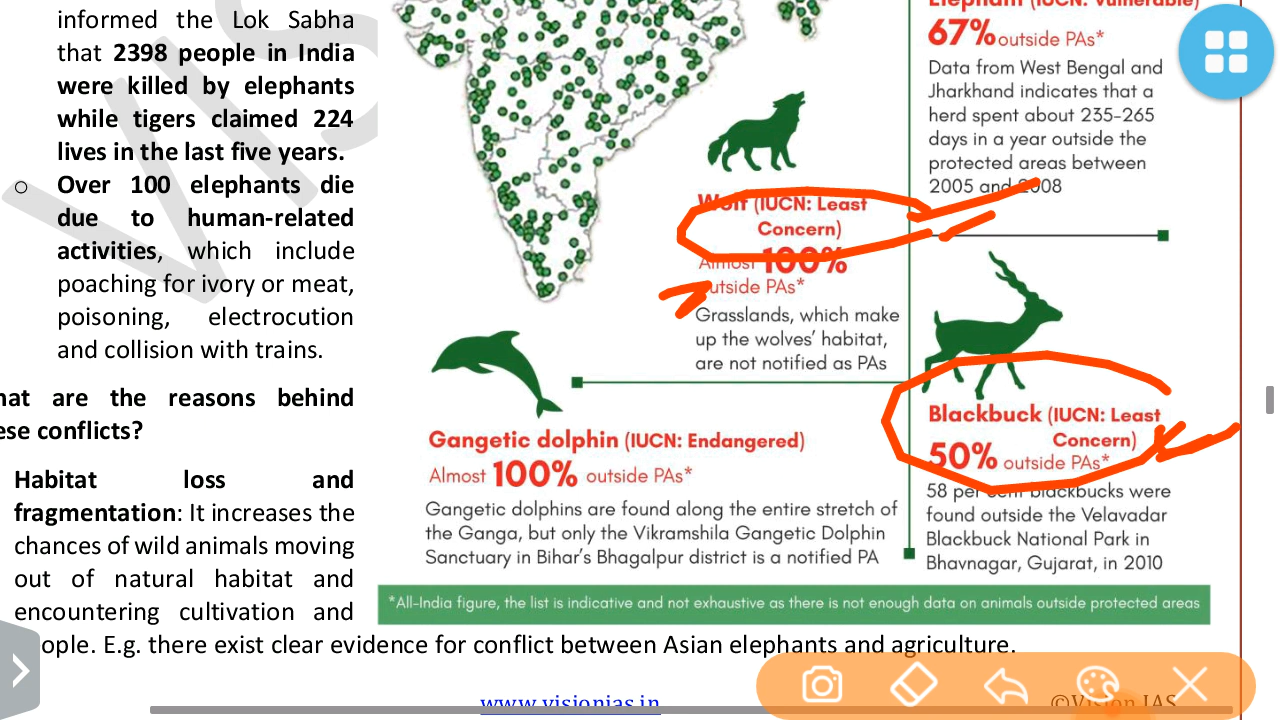 informed the Lok Sabha
that 2398 people in India
were killed by elephants
while tigers claimed 224
lives in the last five years.
○ Over 100 elephants die
due to human-related
activities, which include
poaching for ivory or meat,
poisoning, electrocution
and collision with trains.
hat are the reasons behind
ese conflicts?
Habitat loss and
fragmentation: It increases the
chances of wild animals moving
out of natural habitat and
encountering cultivation and
ople. E.g. there exist clear evidence for conflict between Asian elephants and agriculture.
Elephant (IUCN: Vulnerable)
67% outside PAs*
Data from West Bengal and
Jharkhand indicates that a
herd spent about 235-265
days in a year outside the
protected areas between
2005 and 2008
Wolf (IUCN: Least
Concern)
Almost 100%
outside PAs*
Grasslands, which make
up the wolves’ habitat,
are not notified as PAs
Gangetic dolphin (IUCN: Endangered)
Almost 100% outside PAs*
Gangetic dolphins are found along the entire stretch of
the Ganga, but only the Vikramshila Gangetic Dolphin
Sanctuary in Bihar’s Bhagalpur district is a notified PA
Blackbuck (IUCN: Least
Concern)
50% outside PAs*
58 per cent blackbucks were
found outside the Velavadar
Blackbuck National Park in
Bhavnagar, Gujarat, in 2010
*All-India figure, the list is indicative and not exhaustive as there is not enough data on animals outside protected areas
www.visionias.in
©Vision IAS